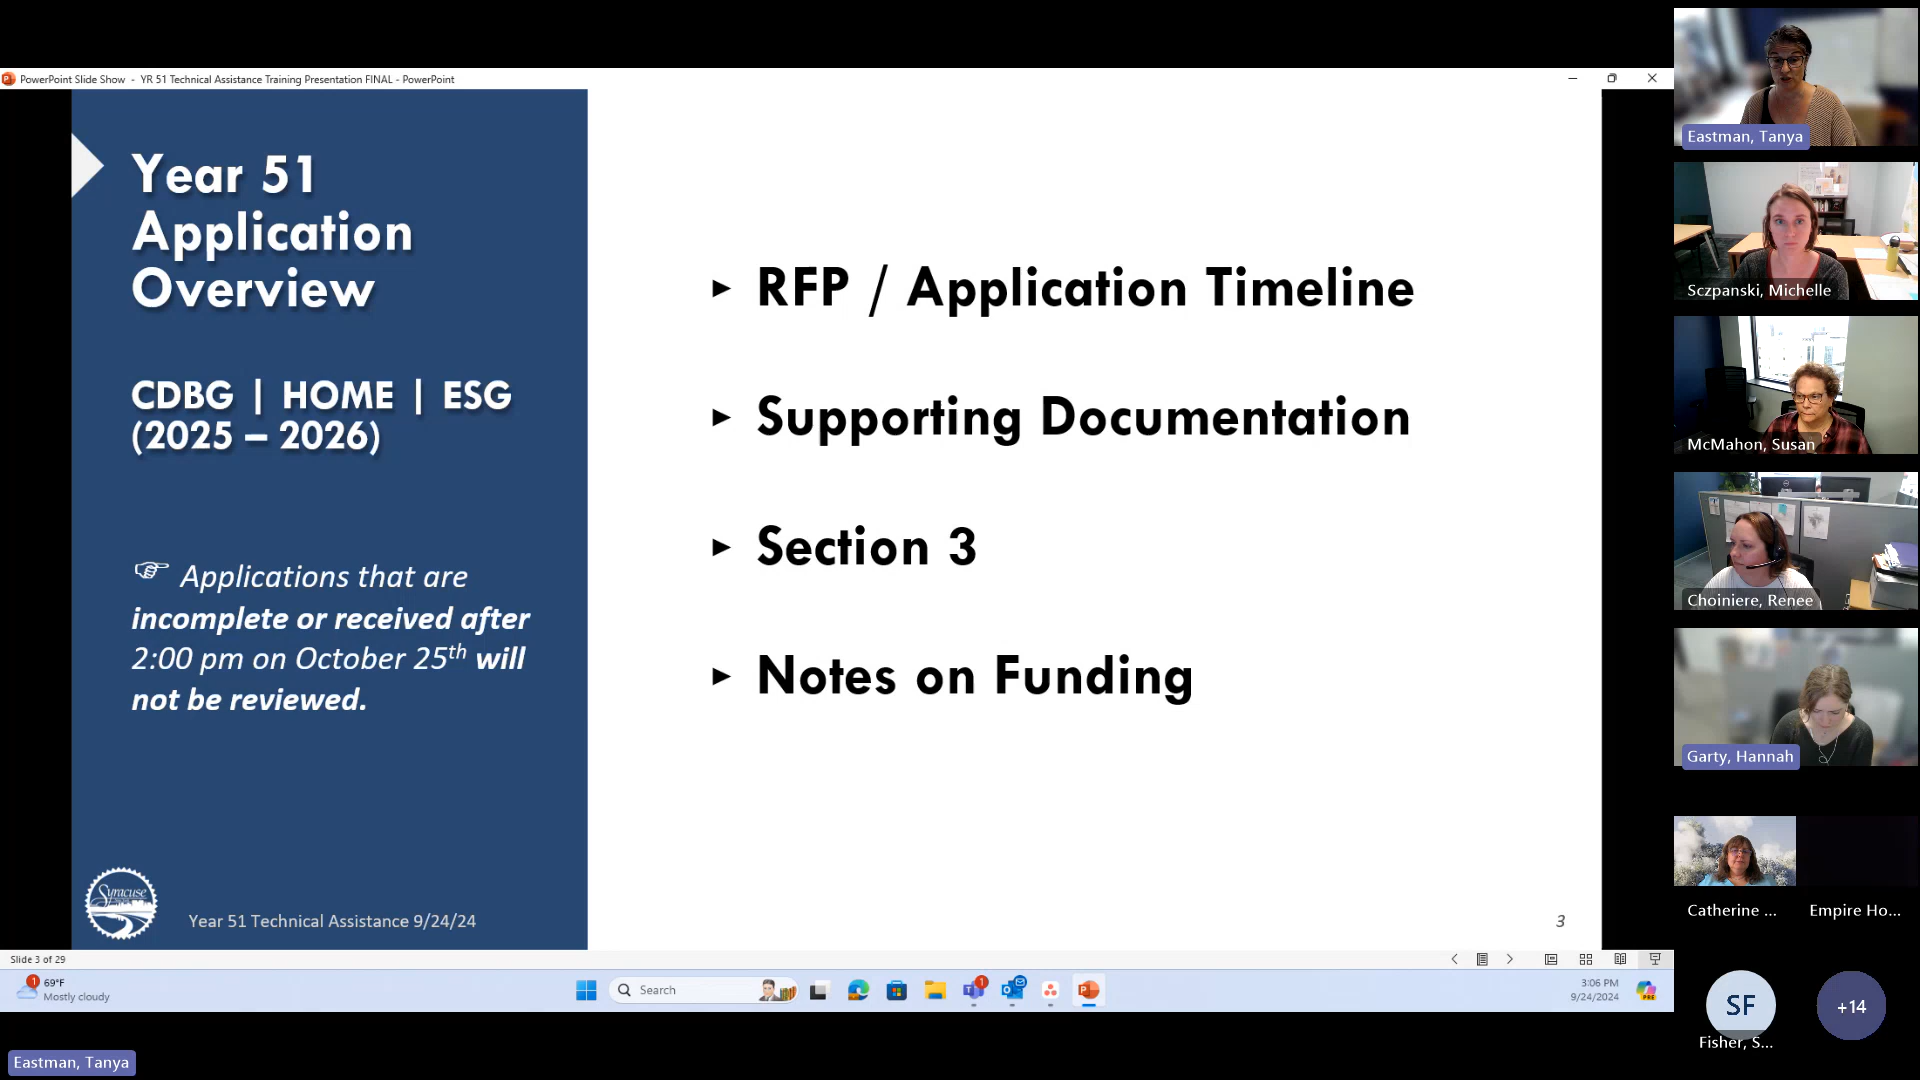 PowerPoint Slide Show - YR 51 Technical Assistance Training Presentation FINAL - PowerPoint
Year 51
Application
Overview
CDBG | HOME | ESG
(2025 – 2026)
☞ Applications that are
incomplete or received after
2:00 pm on October 25th will
not be reviewed.
Syracuse
Year 51 Technical Assistance 9/24/24
► RFP / Application Timeline
► Supporting Documentation
► Section 3
► Notes on Funding
3
Slide 3 of 29
1
69°F
Mostly cloudy
Search
1
3:06 PM
9/24/2024
PRE
Eastman, Tanya
Eastman, Tanya
Sczpanski, Michelle
McMahon, Susan
Choiniere, Renee
Garty, Hannah
Catherine ...
Empire Ho...
SF
Fisher, S...
+14